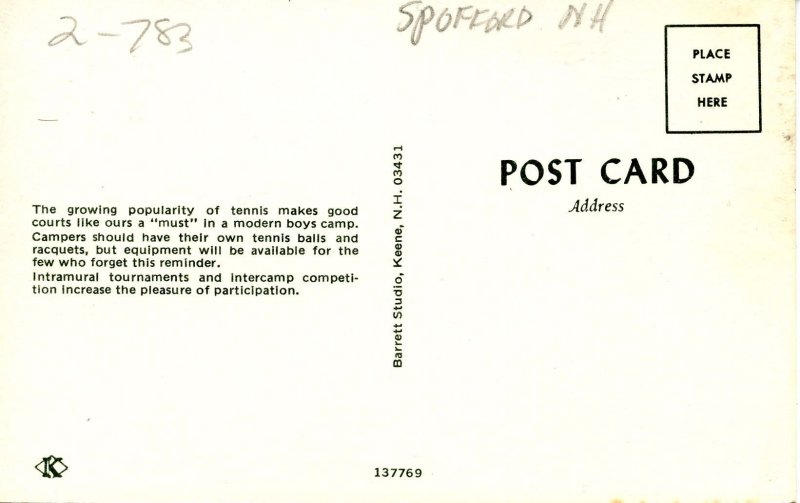 2-783
SPOFFORD NH
PLACE
STAMP
HERE
POST CARD
Address
The growing popularity of tennis makes good
courts like ours a "must" in a modern boys camp.
Campers should have their own tennis balls and
racquets, but equipment will be available for the
few who forget this reminder.
Intramural tournaments and intercamp competi-
tion increase the pleasure of participation.
Barrett Studio, Keene, N.H. 03431
K
137769